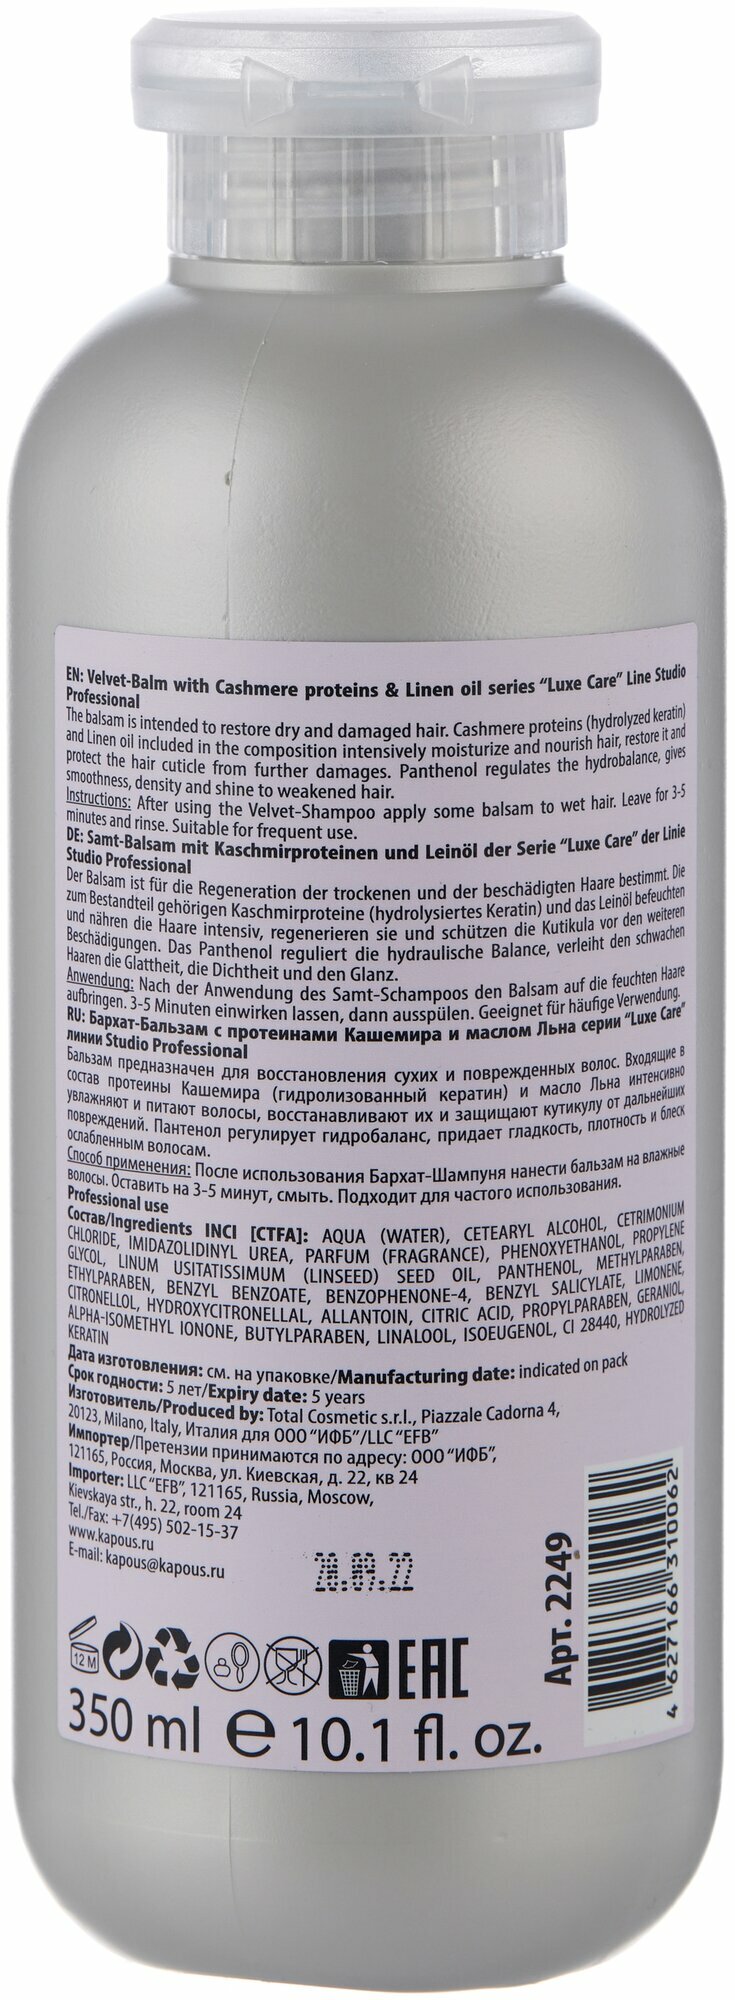 EN: Velvet-Balm with Cashmere proteins & Linen oil series “Luxe Care” Line Studio
Professional
The balsam is intended to restore dry and damaged hair. Cashmere proteins (hydrolyzed keratin)
and Linen oil included in the composition intensively moisturize and nourish hair, restore it and
protect the hair cuticle from further damages. Panthenol regulates the hydrobalance, gives
smoothness, density and shine to weakened hair.
Instructions: After using the Velvet-Shampoo apply some balsam to wet hair. Leave for 3-5
minutes and rinse. Suitable for frequent use.
DE: Samt-Balsam mit Kaschmirproteinen und Leinöl der Serie “Luxe Care” der Linie
Studio Professional
Der Balsam ist für die Regeneration der trockenen und der beschädigten Haare bestimmt. Die
zum Bestandteil gehörigen Kaschmirproteine (hydrolysiertes Keratin) und das Leinöl befeuchten
und nähren die Haare intensiv, regenerieren sie und schützen die Kutikula vor den weiteren
Beschädigungen. Das Panthenol reguliert die hydraulische Balance, verleiht den schwachen
Haaren die Glattheit, die Dichtheit und den Glanz.
Anwendung: Nach der Anwendung des Samt-Schampoos den Balsam auf die feuchten Haare
aufbringen. 3-5 Minuten einwirken lassen, dann ausspülen. Geeignet für häufige Verwendung.
RU: Бархат-Бальзам с протеинами Кашемира и маслом Льна серии “Luxe Care”
линии Studio Professional
Бальзам предназначен для восстановления сухих и поврежденных волос. Входящие в
состав протеины Кашемира (гидролизованный кератин) и масло Льна интенсивно
увлажняют и питают волосы, восстанавливают их и защищают кутикулу от дальнейших
повреждений. Пантенол регулирует гидробаланс, придает гладкость, плотность и блеск
ослабленным волосам.
Способ применения: После использования Бархат-Шампуня нанести бальзам на влажные
волосы. Оставить на 3-5 минут, смыть. Подходит для частого использования.
Professional use
Состав/Ingredients INCI [CTFA]: AQUA (WATER), CETEARYL ALCOHOL, CETRIMONIUM
CHLORIDE, IMIDAZOLIDINYL UREA, PARFUM (FRAGRANCE), PHENOXYETHANOL, PROPYLENE
GLYCOL, LINUM USITATISSIMUM (LINSEED) SEED OIL, PANTHENOL, METHYLPARABEN,
ETHYLPARABEN, BENZYL BENZOATE, BENZOPHENONE-4, BENZYL SALICYLATE, LIMONENE,
CITRONELLOL, HYDROXYCITRONELLAL, ALLANTOIN, CITRIC ACID, PROPYLPARABEN, GERANIOL,
ALPHA-ISOMETHYL IONONE, BUTYLPARABEN, LINALOOL, ISOEUGENOL, CI 28440, HYDROLYZED
KERATIN
Дата изготовления: см. на упаковке/Manufacturing date: indicated on pack
Срок годности: 5 лет/Expiry date: 5 years
Изготовитель/Produced by: Total Cosmetic s.r.l., Piazzale Cadorna 4,
20123, Milano, Italy, Италия для ООО “ИФБ”/LLC “EFB”
Импортер/Претензии принимаются по адресу: ООО “ИФБ”,
121165, Россия, Москва, ул. Киевская, д. 22, кв 24
Importer: LLC “EFB”, 121165, Russia, Moscow,
Kievskaya str., h. 22, room 24
Tel./Fax: +7(495) 502-15-37
www.kapous.ru
E-mail: kapous@kapous.ru
28.09.22
Арт. 2249
4 627166 310062
12 M
EAC
350 ml ℮ 10.1 fl. oz.